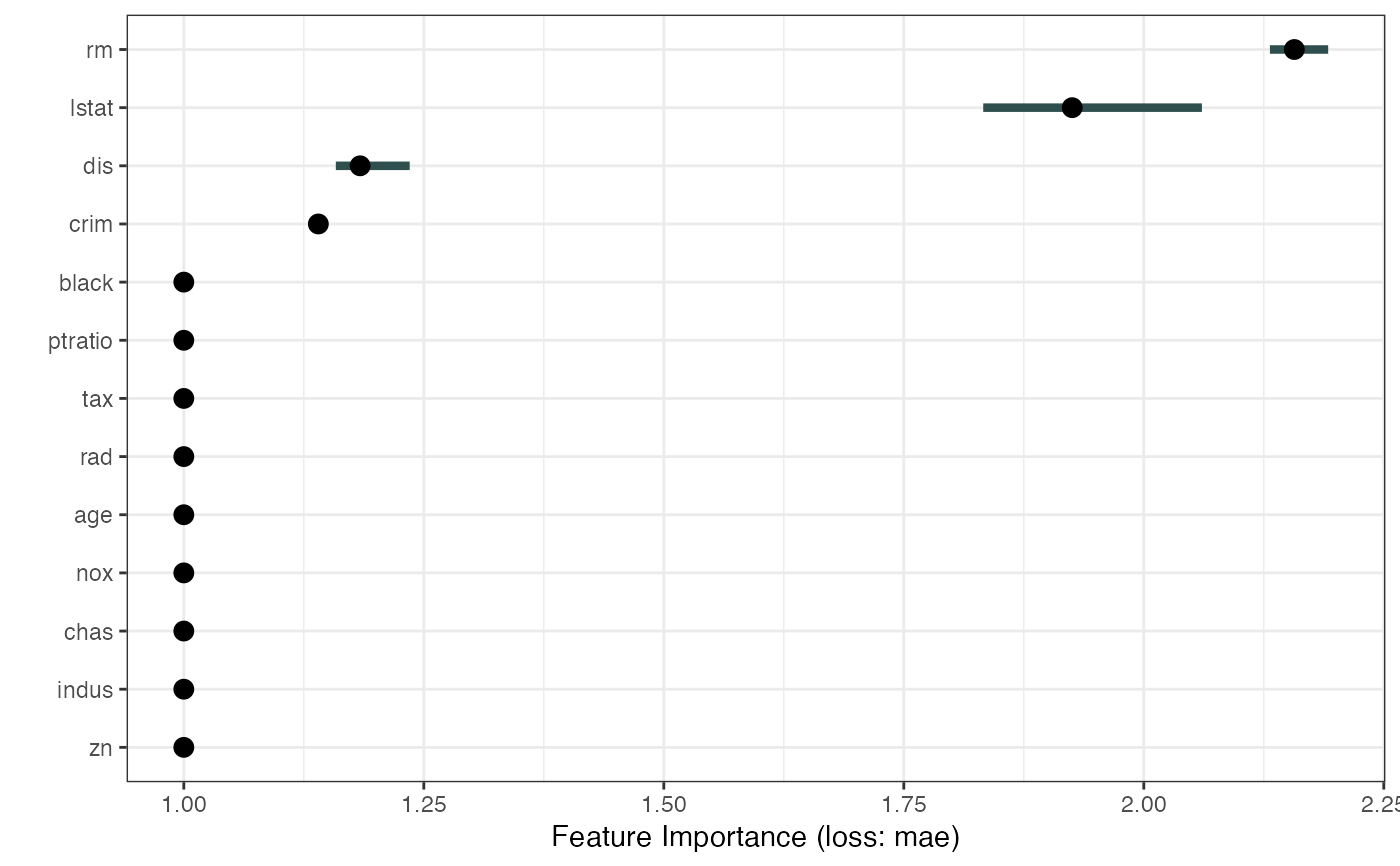 rm
lstat
dis
crim
black
ptratio
tax
rad
age
nox
chas
indus
zn
1.00 1.25 1.50 1.75 2.00 2.25
Feature Importance (loss: mae)